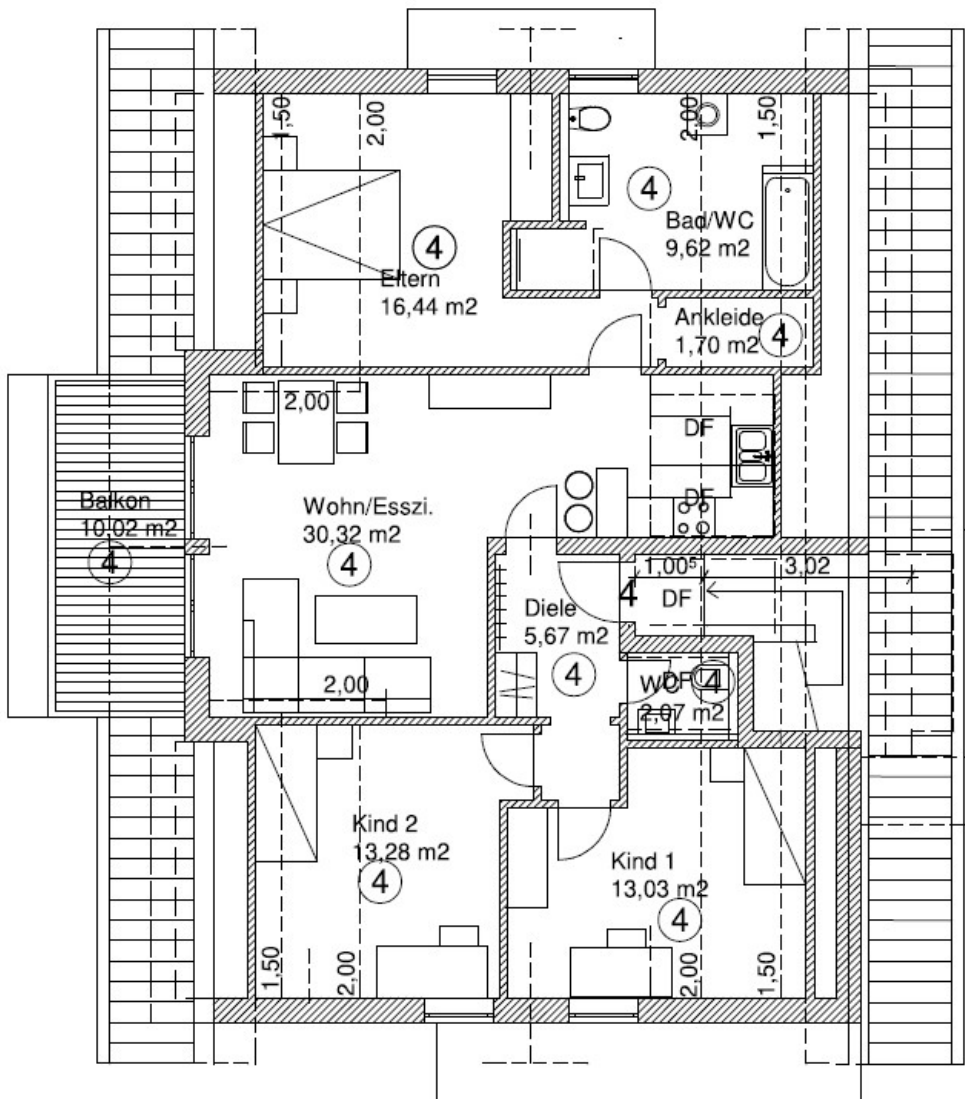 1,50
2,00
2,00
1,50
4
Bad/WC
9,62 m2
4
Eltern
16,44 m2
Ankleide
1,70 m2
4
2,00
DF
DF
Balkon
10,02 m2
4
Wohn/Esszi.
30,32 m2
4
1,00⁵
3,02
4
DF
Diele
5,67 m2
4
WC
DF
4
2,07 m2
2,00
Kind 2
13,28 m2
4
Kind 1
13,03 m2
4
1,50
2,00
2,00
1,50